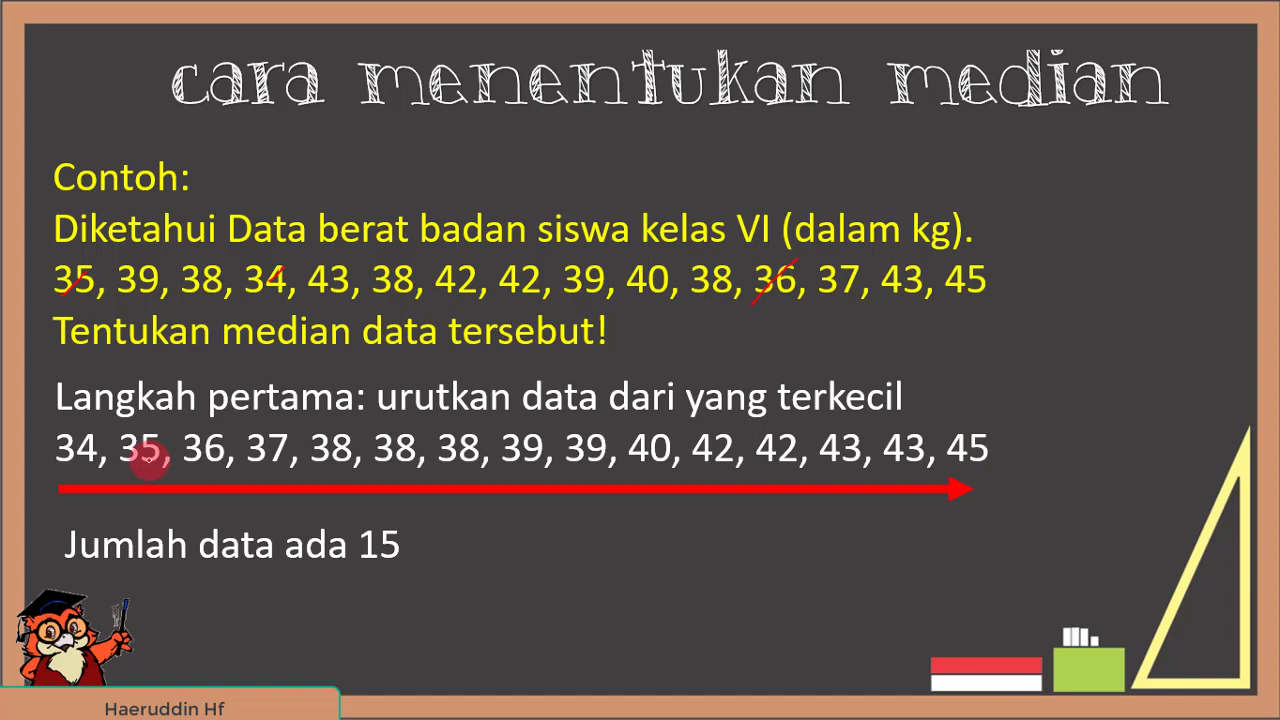 cara menentukan median
Contoh:
Diketahui Data berat badan siswa kelas VI (dalam kg).
35, 39, 38, 34, 43, 38, 42, 42, 39, 40, 38, 36, 37, 43, 45
Tentukan median data tersebut!
Langkah pertama: urutkan data dari yang terkecil
34, 35, 36, 37, 38, 38, 38, 39, 39, 40, 42, 42, 43, 43, 45
Jumlah data ada 15
Haeruddin Hf